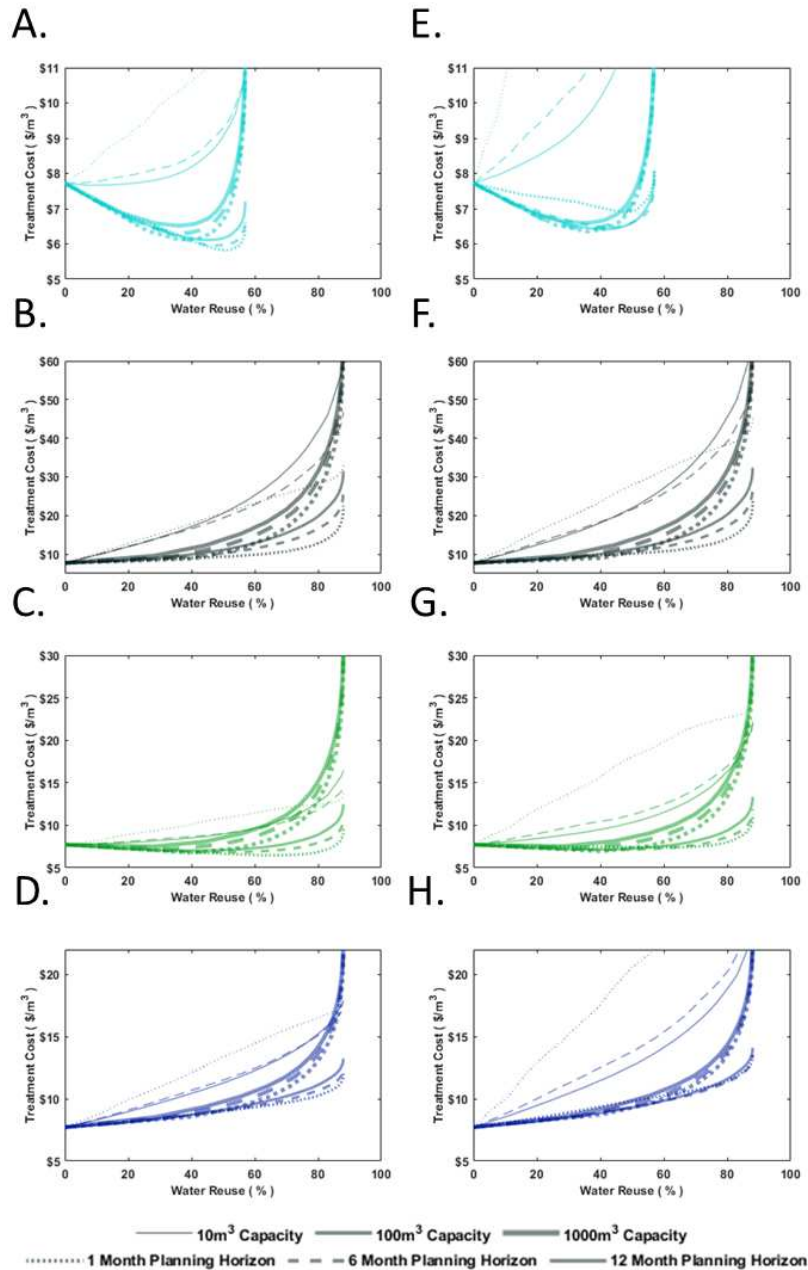 A.
$11
$10
$9
$8
$7
$6
$5
Treatment Cost ( $/m³ )
0 20 40 60 80 100
Water Reuse ( % )
E.
$11
$10
$9
$8
$7
$6
$5
Treatment Cost ( $/m³ )
0 20 40 60 80 100
Water Reuse ( % )
B.
$60
$50
$40
$30
$20
$10
Treatment Cost ( $/m³ )
0 20 40 60 80 100
Water Reuse ( % )
F.
$60
$50
$40
$30
$20
$10
Treatment Cost ( $/m³ )
0 20 40 60 80 100
Water Reuse ( % )
C.
$30
$25
$20
$15
$10
$5
Treatment Cost ( $/m³ )
0 20 40 60 80 100
Water Reuse ( % )
G.
$30
$25
$20
$15
$10
$5
Treatment Cost ( $/m³ )
0 20 40 60 80 100
Water Reuse ( % )
D.
$20
$15
$10
$5
Treatment Cost ( $/m³ )
0 20 40 60 80 100
Water Reuse ( % )
H.
$20
$15
$10
$5
Treatment Cost ( $/m³ )
0 20 40 60 80 100
Water Reuse ( % )
10m³ Capacity 100m³ Capacity 1000m³ Capacity
1 Month Planning Horizon 6 Month Planning Horizon 12 Month Planning Horizon